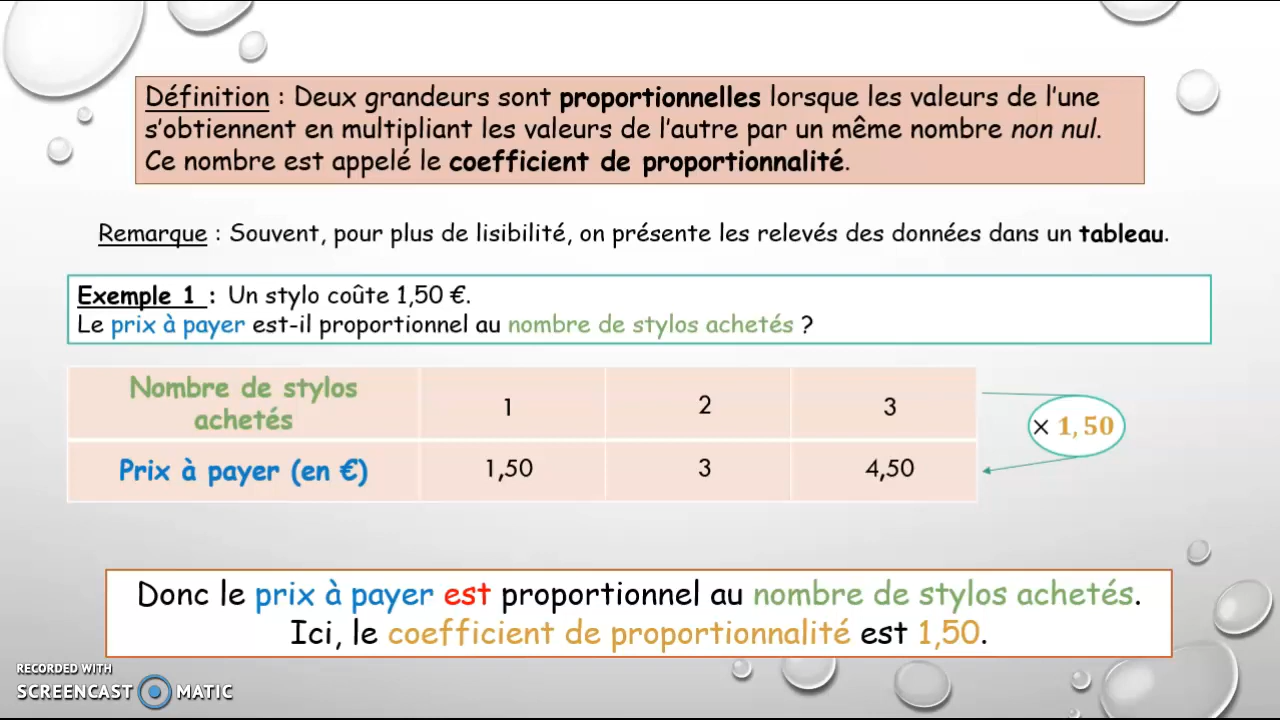 Définition : Deux grandeurs sont proportionnelles lorsque les valeurs de l’une
s’obtiennent en multipliant les valeurs de l’autre par un même nombre non nul.
Ce nombre est appelé le coefficient de proportionnalité.
Remarque : Souvent, pour plus de lisibilité, on présente les relevés des données dans un tableau.
Exemple 1 : Un stylo coûte 1,50 €.
Le prix à payer est-il proportionnel au nombre de stylos achetés ?
Nombre de stylos
achetés
1
2
3
× 1,50
Prix à payer (en €)
1,50
3
4,50
Donc le prix à payer est proportionnel au nombre de stylos achetés.
Ici, le coefficient de proportionnalité est 1,50.
RECORDED WITH
SCREENCAST MATIC